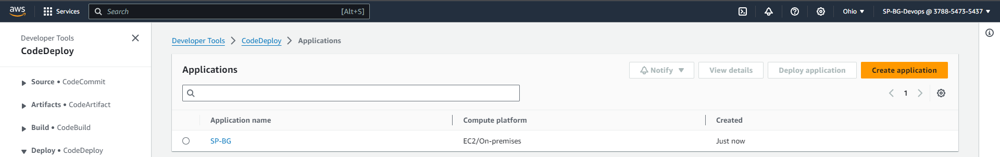 aws Services Search [Alt+S] Ohio SP-BG-Devops @ 3788-5473-5437
Developer Tools
CodeDeploy
Source • CodeCommit
Artifacts • CodeArtifact
Build • CodeBuild
Deploy • CodeDeploy
Developer Tools CodeDeploy Applications
Applications Notify View details Deploy application Create application
1
Application name Compute platform Created
SP-BG EC2/On-premises Just now